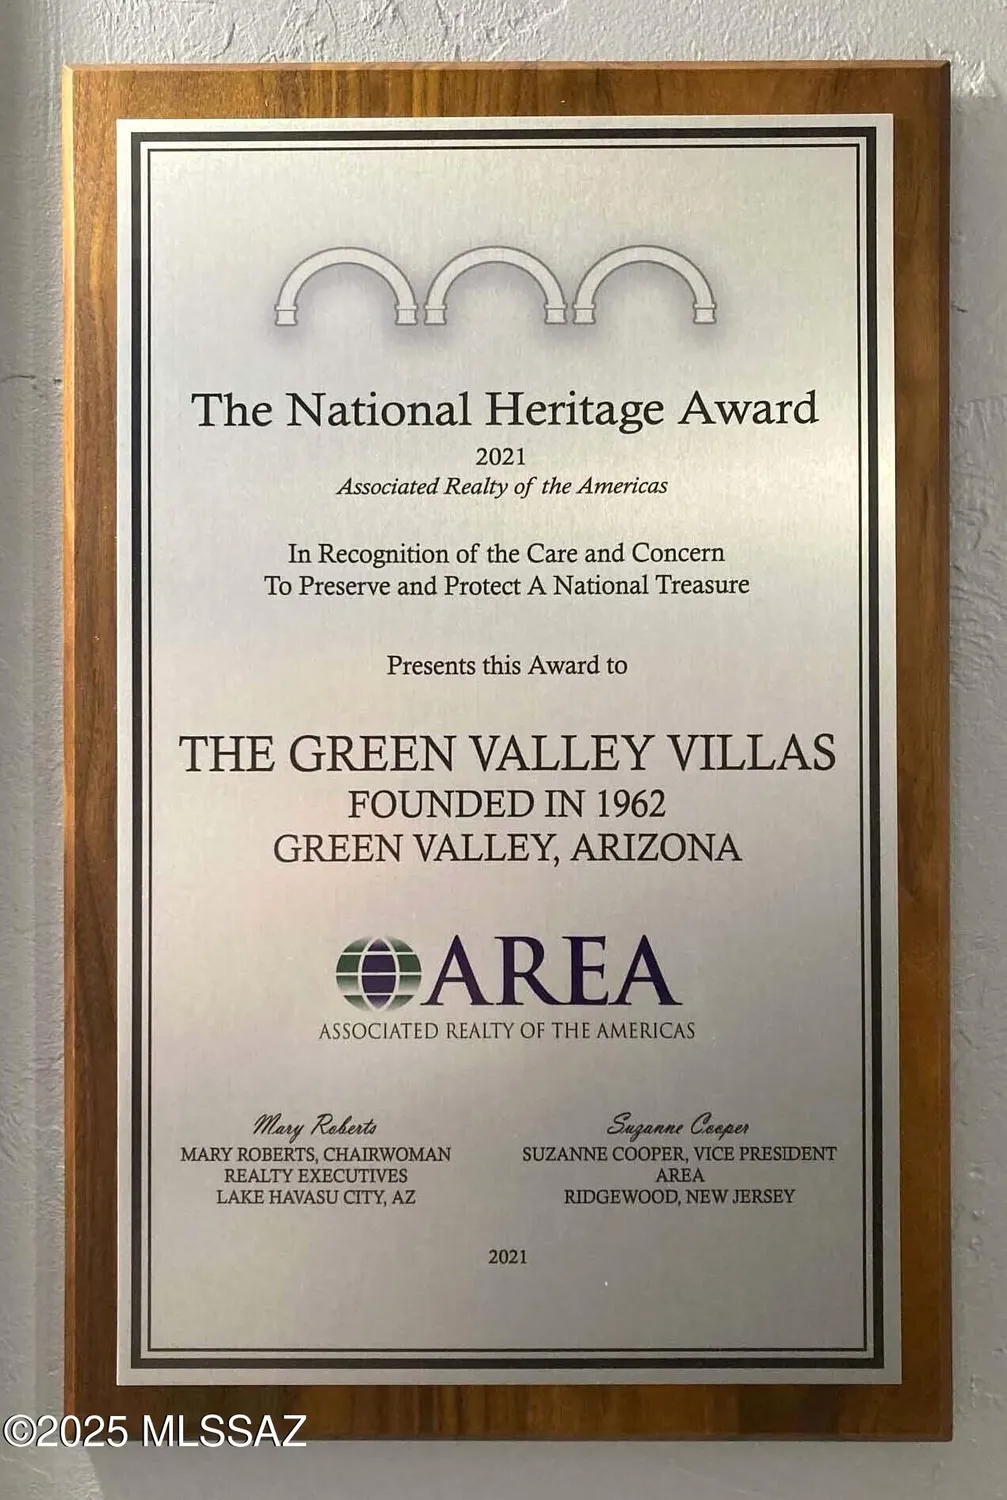 The National Heritage Award
2021
Associated Realty of the Americas
In Recognition of the Care and Concern
To Preserve and Protect A National Treasure
Presents this Award to
THE GREEN VALLEY VILLAS
FOUNDED IN 1962
GREEN VALLEY, ARIZONA
AREA
ASSOCIATED REALTY OF THE AMERICAS
Mary Roberts
MARY ROBERTS, CHAIRWOMAN
REALTY EXECUTIVES
LAKE HAVASU CITY, AZ
Suzanne Cooper
SUZANNE COOPER, VICE PRESIDENT
AREA
RIDGEWOOD, NEW JERSEY
2021
©2025 MLSSAZ